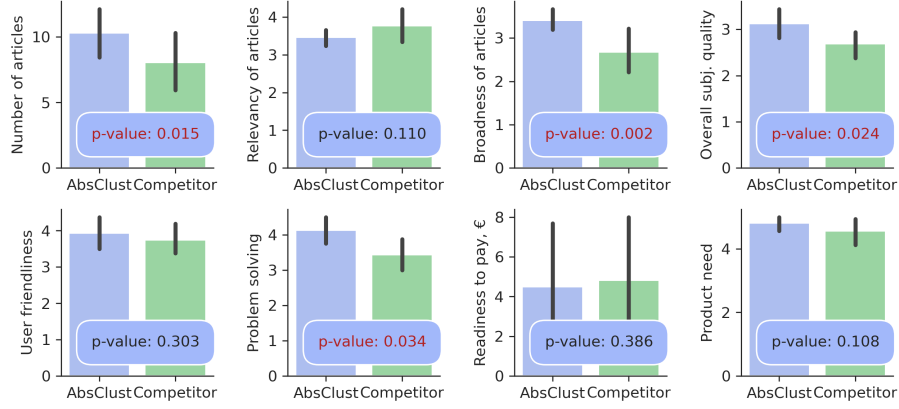 Number of articles
10
5
0
p-value: 0.015
AbsClust Competitor
Relevancy of articles
4
3
2
1
0
p-value: 0.110
AbsClust Competitor
Broadness of articles
3
2
1
0
p-value: 0.002
AbsClust Competitor
Overall subj. quality
3
2
1
0
p-value: 0.024
AbsClust Competitor
User friendliness
4
3
2
1
0
p-value: 0.303
AbsClust Competitor
Problem solving
4
3
2
1
0
p-value: 0.034
AbsClust Competitor
Readiness to pay, €
8
6
4
2
0
p-value: 0.386
AbsClust Competitor
Product need
4
2
0
p-value: 0.108
AbsClust Competitor